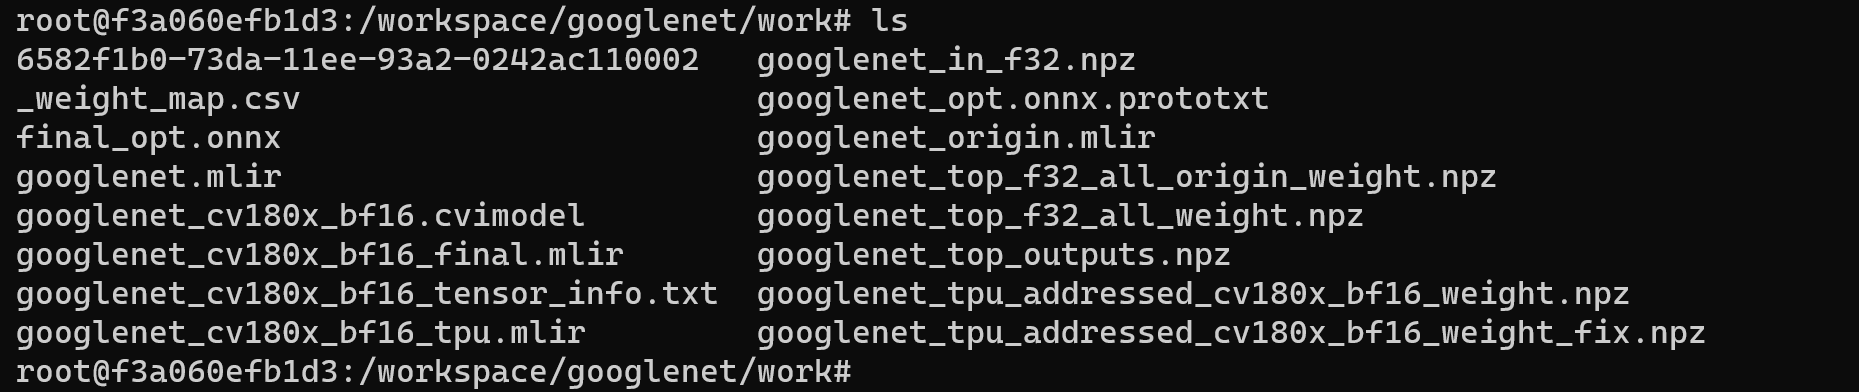 root@f3a060efb1d3:/workspace/googlenet/work# ls
6582f1b0-73da-11ee-93a2-0242ac110002   googlenet_in_f32.npz
_weight_map.csv                        googlenet_opt.onnx.prototxt
final_opt.onnx                         googlenet_origin.mlir
googlenet.mlir                         googlenet_top_f32_all_origin_weight.npz
googlenet_cv180x_bf16.cvimodel         googlenet_top_f32_all_weight.npz
googlenet_cv180x_bf16_final.mlir       googlenet_top_outputs.npz
googlenet_cv180x_bf16_tensor_info.txt  googlenet_tpu_addressed_cv180x_bf16_weight.npz
googlenet_cv180x_bf16_tpu.mlir         googlenet_tpu_addressed_cv180x_bf16_weight_fix.npz
root@f3a060efb1d3:/workspace/googlenet/work#